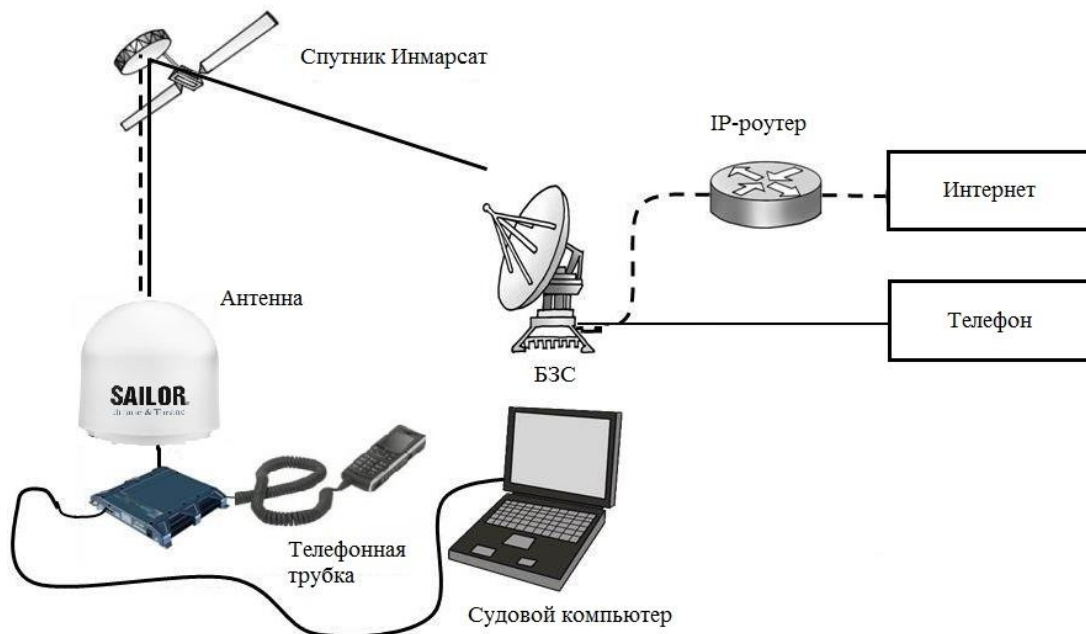 Спутник Инмарсат
IP-роутер
Интернет
Антенна
Телефон
БЗС
SAILOR
Телефонная
трубка
Судовой компьютер